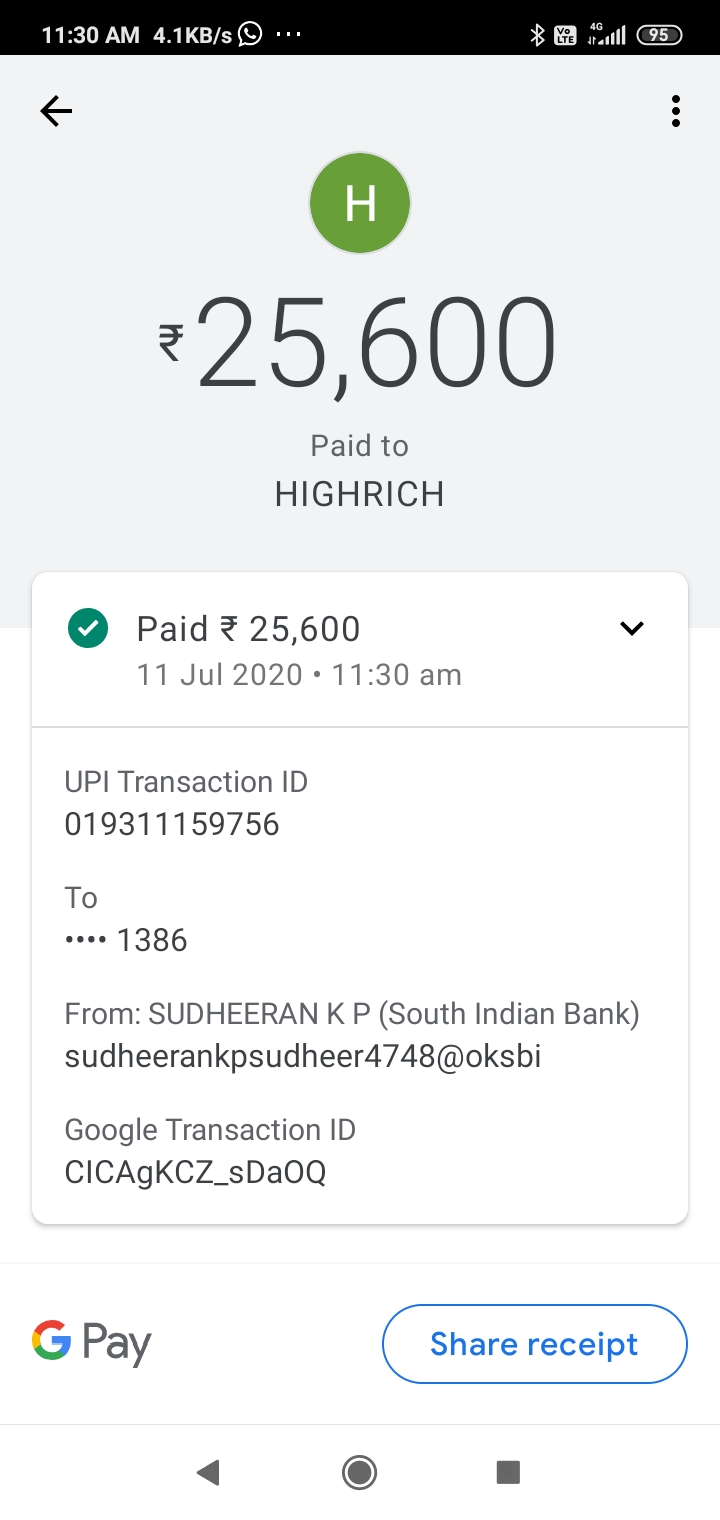 11:30 AM 4.1KB/s ...
Vo LTE 4G 95
H
₹25,600
Paid to
HIGHRICH
Paid ₹ 25,600
11 Jul 2020 • 11:30 am
UPI Transaction ID
019311159756
To
•••• 1386
From: SUDHEERAN K P (South Indian Bank)
sudheerankpsudheer4748@oksbi
Google Transaction ID
CICAgKCZ_sDaOQ
G Pay
Share receipt